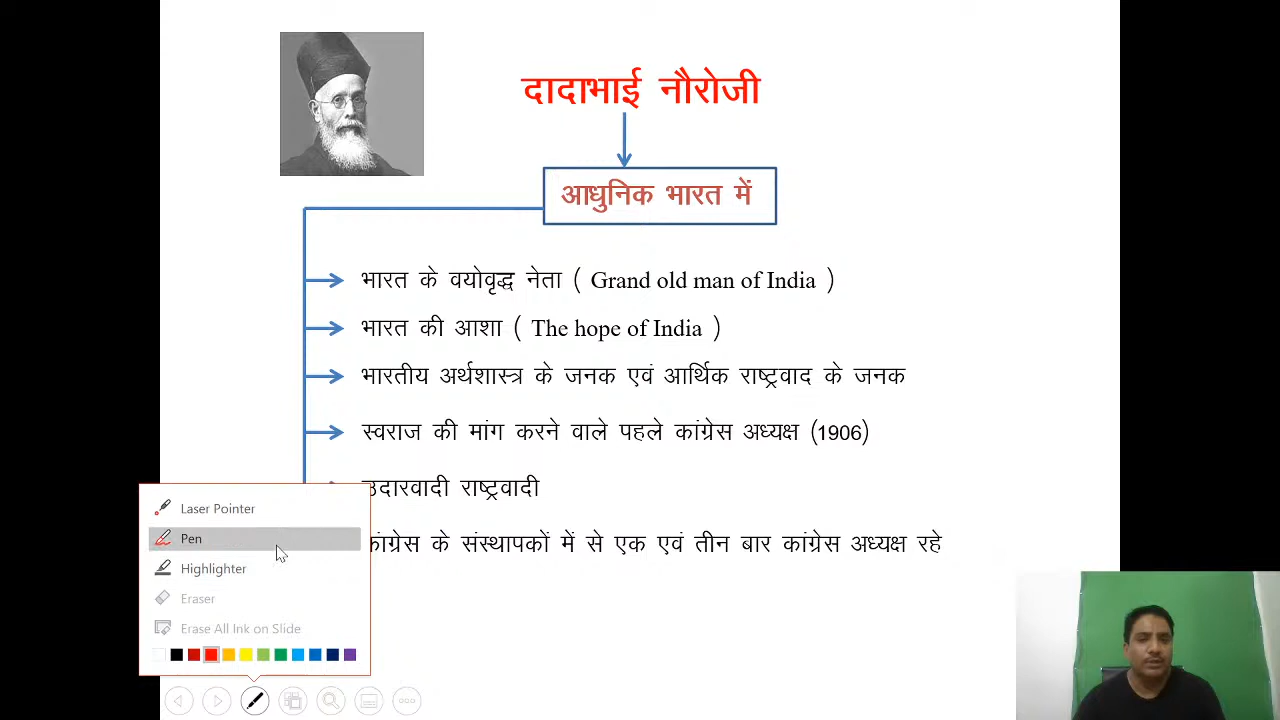 दादाभाई नौरोजी
आधुनिक भारत में
भारत के वयोवृद्ध नेता ( Grand old man of India )
भारत की आशा ( The hope of India )
भारतीय अर्थशास्त्र के जनक एवं आर्थिक राष्ट्रवाद के जनक
स्वराज की मांग करने वाले पहले कांग्रेस अध्यक्ष (1906)
उदारवादी राष्ट्रवादी
कांग्रेस के संस्थापकों में से एक एवं तीन बार कांग्रेस अध्यक्ष रहे
Laser Pointer
Pen
Highlighter
Eraser
Erase All Ink on Slide